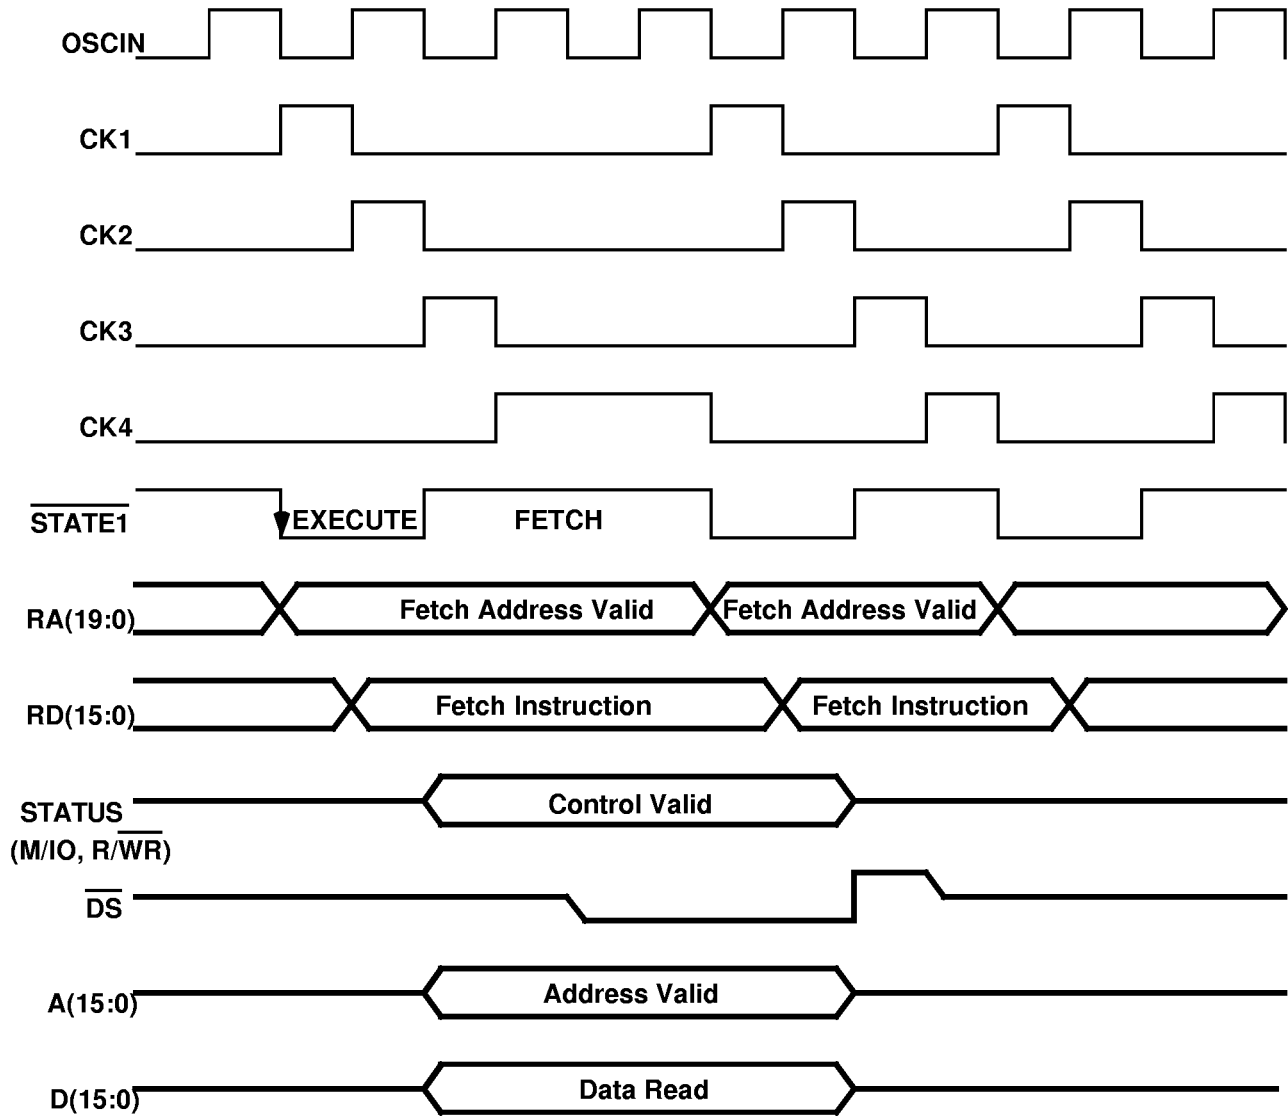 OSCIN
CK1
CK2
CK3
CK4
STATE1 EXECUTE FETCH
RA(19:0) Fetch Address Valid Fetch Address Valid
RD(15:0) Fetch Instruction Fetch Instruction
STATUS Control Valid
(M/IO, R/WR)
DS
A(15:0) Address Valid
D(15:0) Data Read